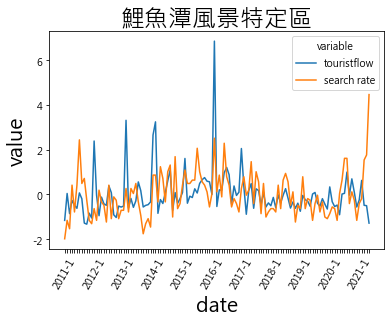 鯉魚潭風景特定區
variable
touristflow
search rate
value
6
4
2
0
−2
2011-1
2012-1
2013-1
2014-1
2015-1
2016-1
2017-1
2018-1
2019-1
2020-1
2021-1
date